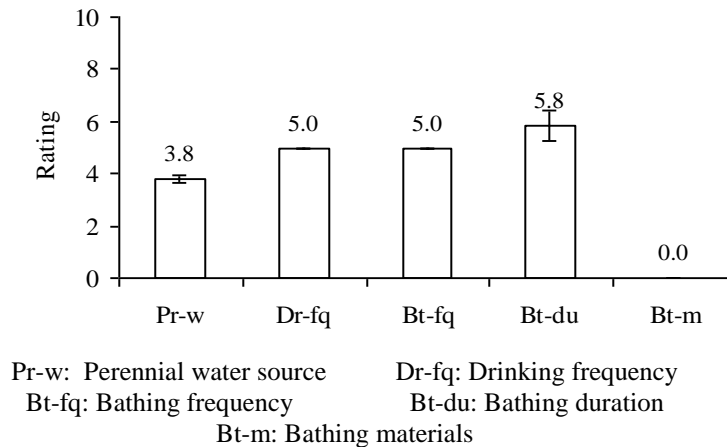 10
8
6
4
2
0
Rating
3.8
5.0
5.0
5.8
0.0
Pr-w Dr-fq Bt-fq Bt-du Bt-m
Pr-w: Perennial water source Dr-fq: Drinking frequency
Bt-fq: Bathing frequency Bt-du: Bathing duration
Bt-m: Bathing materials